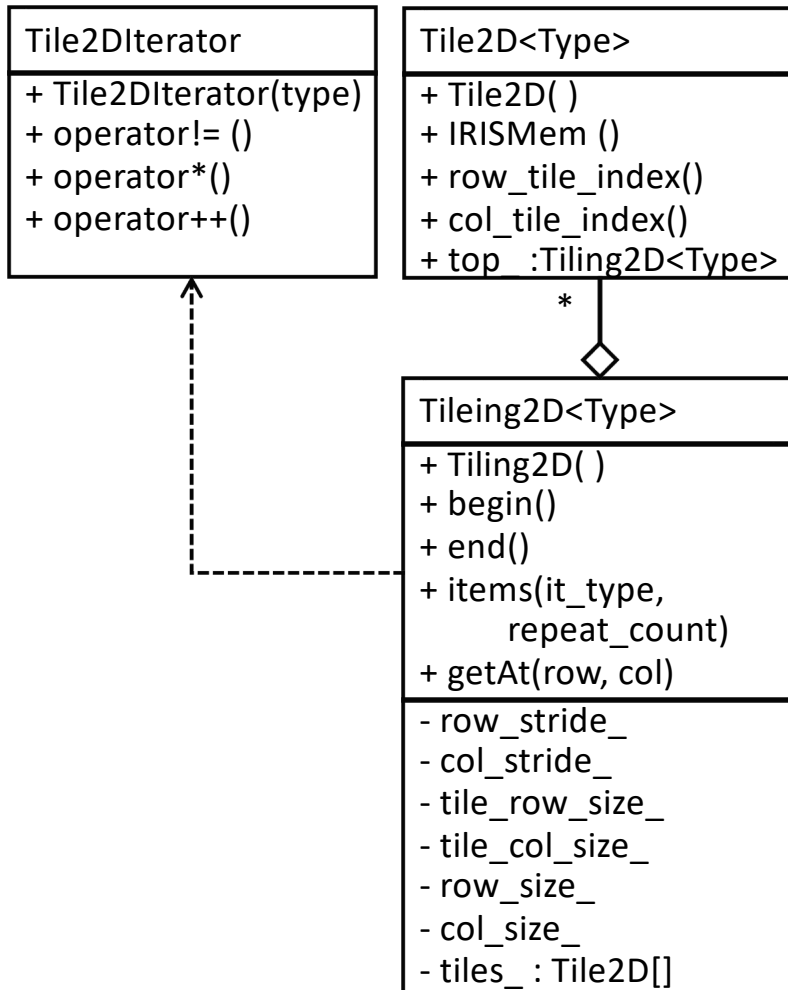 Tile2DIterator
+ Tile2DIterator(type)
+ operator!= ()
+ operator*()
+ operator++()
Tile2D<Type>
+ Tile2D( )
+ IRISMem ()
+ row_tile_index()
+ col_tile_index()
+ top_ :Tiling2D<Type>
*
Tileing2D<Type>
+ Tiling2D( )
+ begin()
+ end()
+ items(it_type,
repeat_count)
+ getAt(row, col)
- row_stride_
- col_stride_
- tile_row_size_
- tile_col_size_
- row_size_
- col_size_
- tiles_ : Tile2D[]